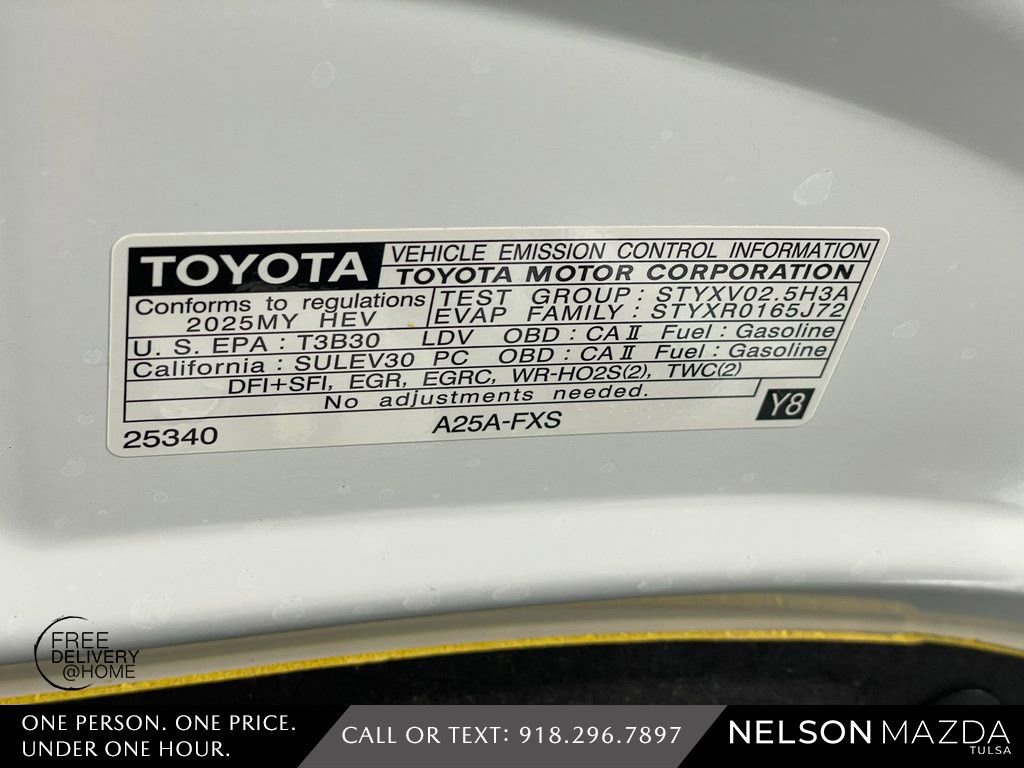 TOYOTA
VEHICLE EMISSION CONTROL INFORMATION
TOYOTA MOTOR CORPORATION
Conforms to regulations
2025MY HEV
TEST GROUP : STYXV02.5H3A
EVAP FAMILY : STYXR0165J72
U. S. EPA : T3B30 LDV OBD : CA II Fuel : Gasoline
California : SULEV30 PC OBD : CA II Fuel : Gasoline
DFI+SFI, EGR, EGRC, WR-HO2S(2), TWC(2)
No adjustments needed.
25340
A25A-FXS
Y8
FREE
DELIVERY
@HOME
ONE PERSON. ONE PRICE.
UNDER ONE HOUR.
CALL OR TEXT: 918.296.7897
NELSON MAZDA
TULSA